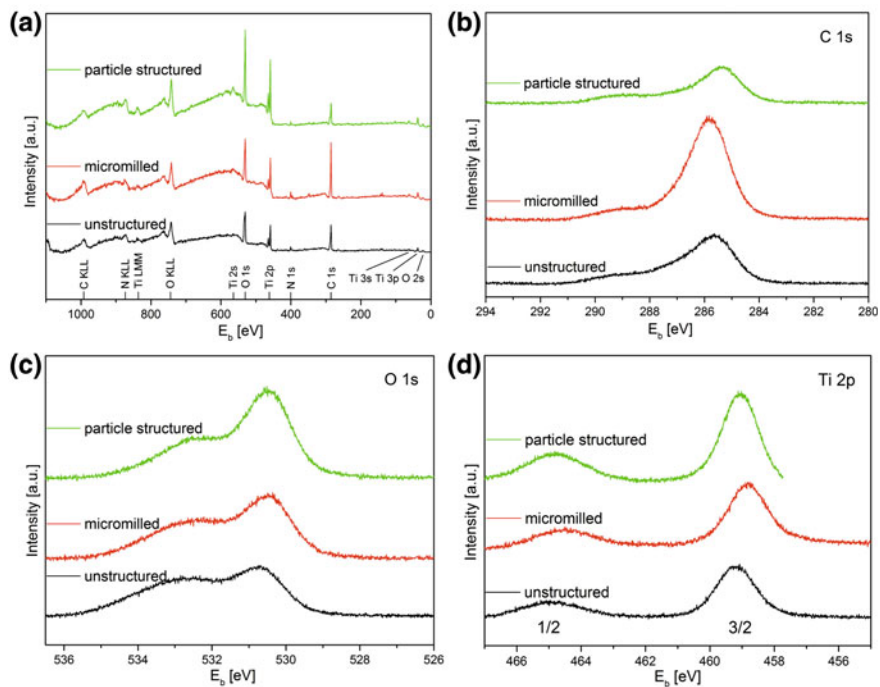 (a)
particle structured
micromilled
unstructured
Intensity [a.u.]
C KLL
N KLL
Ti LMM
O KLL
Ti 2s
O 1s
Ti 2p
N 1s
C 1s
Ti 3s Ti 3p O 2s
1000 800 600 400 200 0
E_b [eV]
(b)
C 1s
particle structured
micromilled
unstructured
Intensity [a.u.]
294 292 290 288 286 284 282 280
E_b [eV]
(c)
O 1s
particle structured
micromilled
unstructured
Intensity [a.u.]
536 534 532 530 528 526
E_b [eV]
(d)
Ti 2p
particle structured
micromilled
unstructured
1/2 3/2
Intensity [a.u.]
466 464 462 460 458 456
E_b [eV]